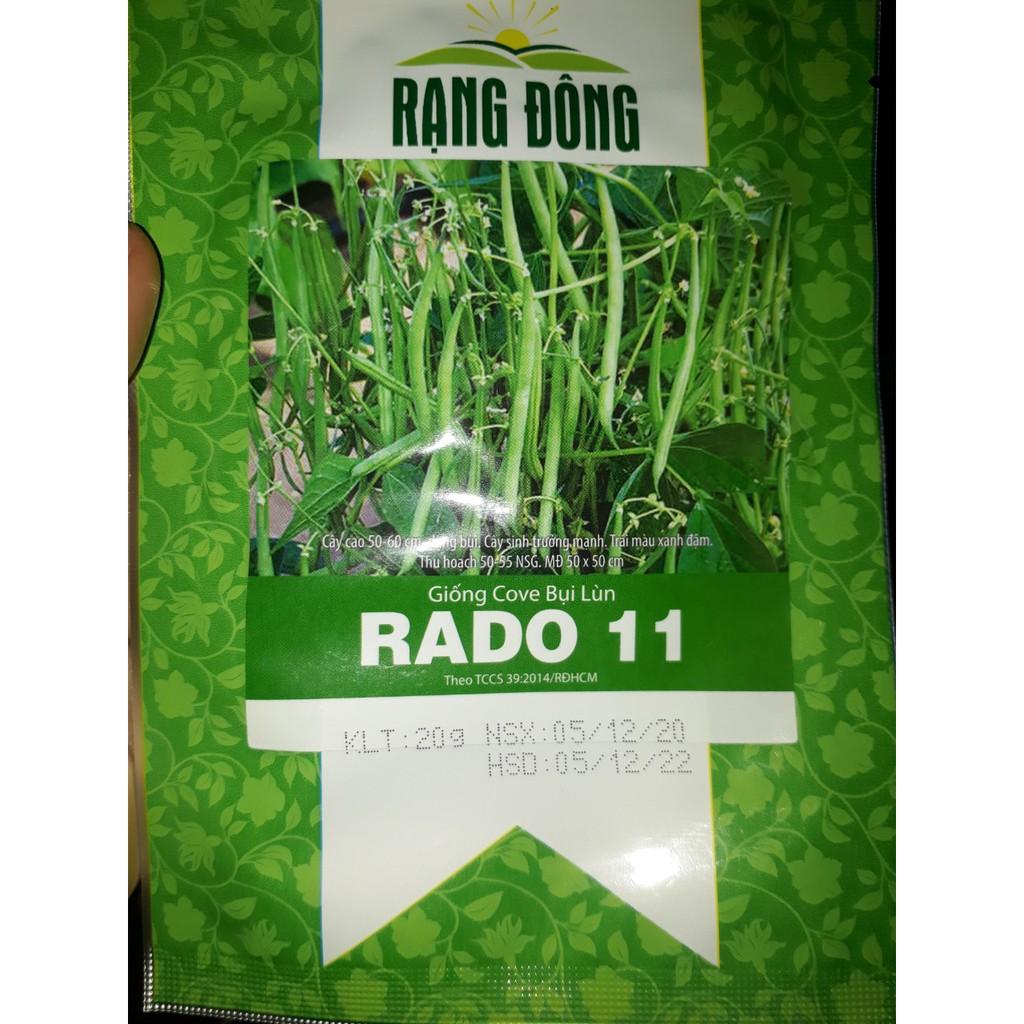 RẠNG ĐÔNG
Cây cao 50-60 cm, dạng bụi. Cây sinh trưởng mạnh. Trái màu xanh đậm.
Thu hoạch 50-55 NSG. MĐ 50 x 50 cm
Giống Cove Bụi Lùn
RADO 11
Theo TCCS 39:2014/RĐHCM
KLT:20g NSX:05/12/20
HSD:05/12/22